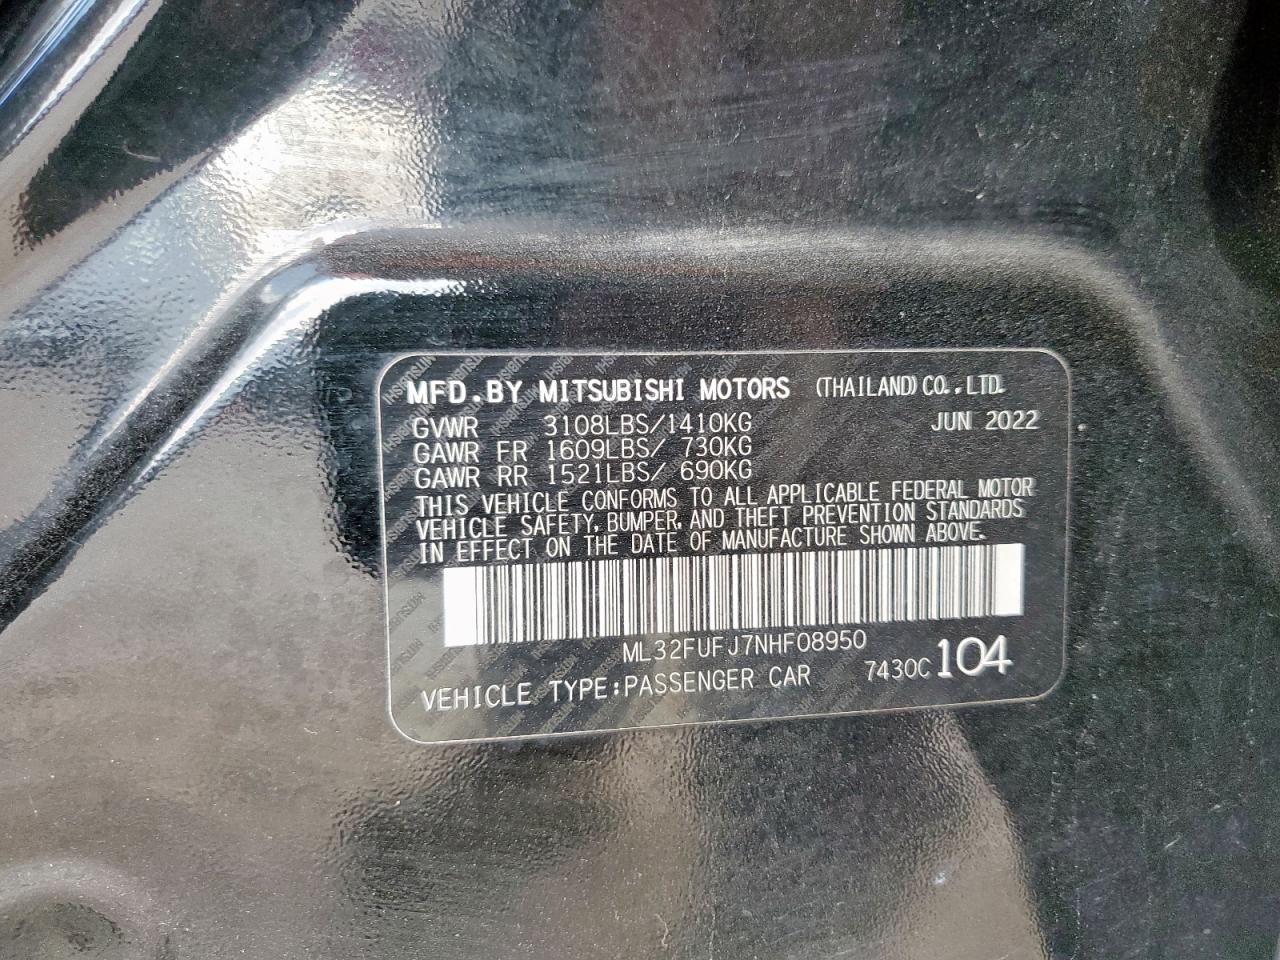 MFD.BY MITSUBISHI MOTORS (THAILAND) CO.,LTD.
GVWR 3108LBS/1410KG JUN 2022
GAWR FR 1609LBS/ 730KG
GAWR RR 1521LBS/ 690KG
THIS VEHICLE CONFORMS TO ALL APPLICABLE FEDERAL MOTOR
VEHICLE SAFETY, BUMPER, AND THEFT PREVENTION STANDARDS
IN EFFECT ON THE DATE OF MANUFACTURE SHOWN ABOVE.
ML32FUFJ7NHF08950
VEHICLE TYPE:PASSENGER CAR 7430C 104